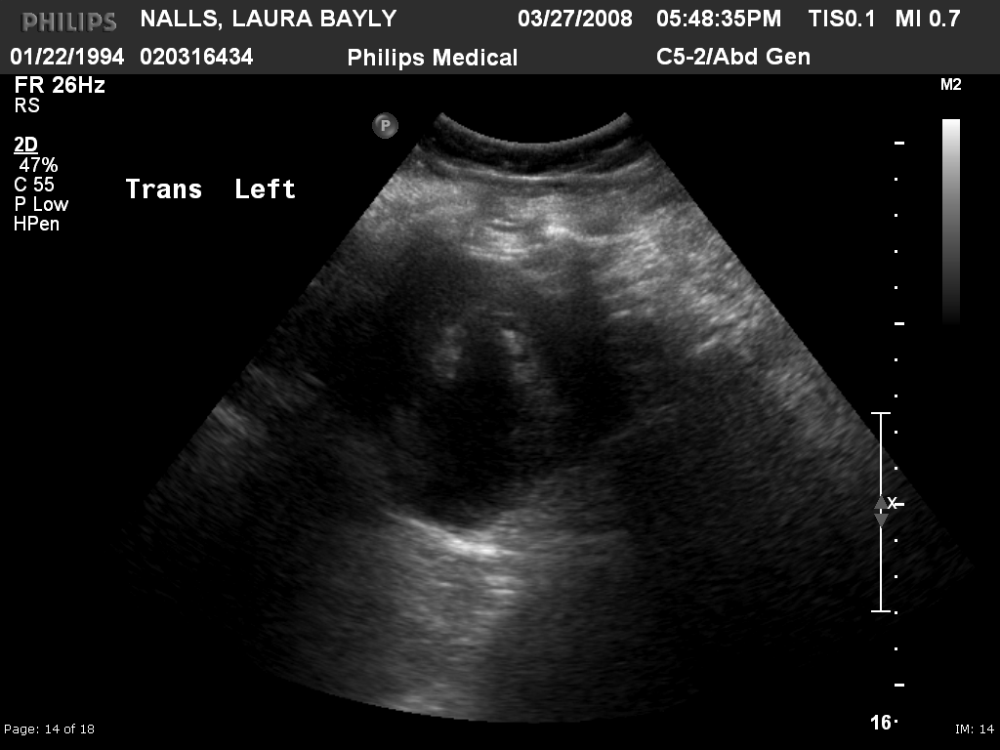 PHILIPS NALLS, LAURA BAYLY 03/27/2008 05:48:35PM TIS0.1 MI 0.7
01/22/1994 020316434 Philips Medical C5-2/Abd Gen
FR 26Hz
RS
M2
P
2D
47%
C 55
P Low
HPen
Trans Left
X
16
Page: 14 of 18
IM: 14